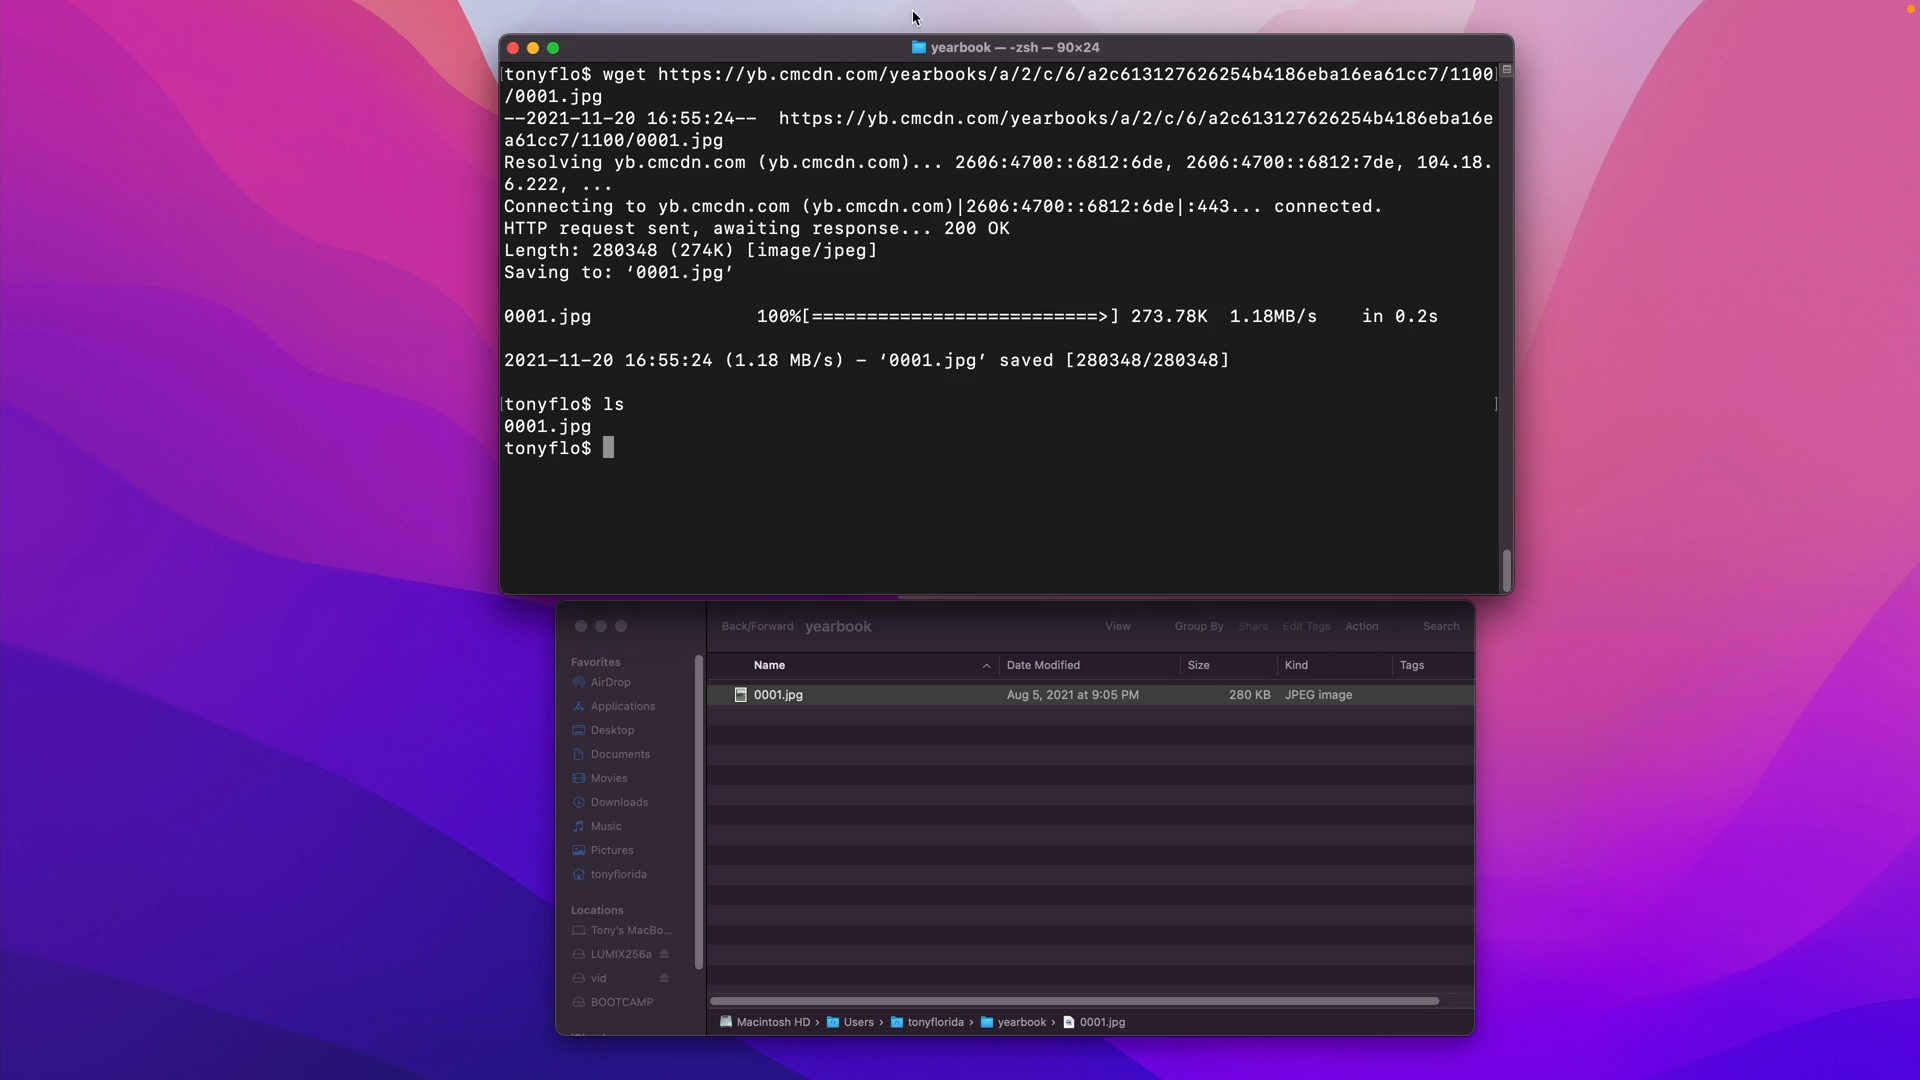 yearbook — -zsh — 90×24
tonyflo$ wget https://yb.cmcdn.com/yearbooks/a/2/c/6/a2c613127626254b4186eba16ea61cc7/1100
/0001.jpg
--2021-11-20 16:55:24--  https://yb.cmcdn.com/yearbooks/a/2/c/6/a2c613127626254b4186eba16e
a61cc7/1100/0001.jpg
Resolving yb.cmcdn.com (yb.cmcdn.com)... 2606:4700::6812:6de, 2606:4700::6812:7de, 104.18.
6.222, ...
Connecting to yb.cmcdn.com (yb.cmcdn.com)|2606:4700::6812:6de|:443... connected.
HTTP request sent, awaiting response... 200 OK
Length: 280348 (274K) [image/jpeg]
Saving to: ‘0001.jpg’
0001.jpg 100%[==========================>] 273.78K 1.18MB/s in 0.2s
2021-11-20 16:55:24 (1.18 MB/s) - ‘0001.jpg’ saved [280348/280348]
tonyflo$ ls
0001.jpg
tonyflo$
Back/Forward yearbook View Group By Share Edit Tags Action Search
Favorites
AirDrop
Applications
Desktop
Documents
Movies
Downloads
Music
Pictures
tonyflorida
Locations
Tony's MacBo...
LUMIX256a
vid
BOOTCAMP
Name Date Modified Size Kind Tags
0001.jpg Aug 5, 2021 at 9:05 PM 280 KB JPEG image
Macintosh HD › Users › tonyflorida › yearbook › 0001.jpg